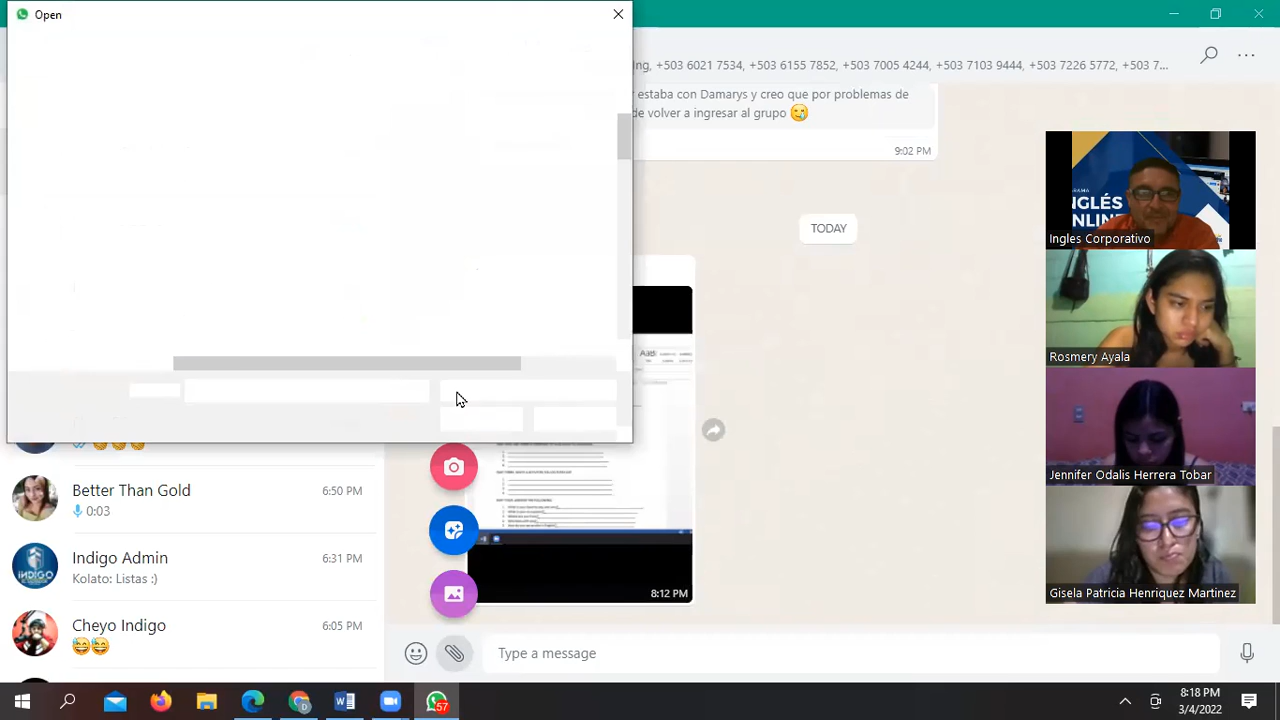 Open
ing, +503 6021 7534, +503 6155 7852, +503 7005 4244, +503 7103 9444, +503 7226 5772, +503 7...
r estaba con Damarys y creo que por problemas de
de volver a ingresar al grupo 😢
9:02 PM
TODAY
8:12 PM
INGLÉS
ONLINE
Ingles Corporativo
Rosmery Ayala
Jennifer Odalis Herrera Tobar
Gisela Patricia Henriquez Martinez
Better Than Gold
6:50 PM
0:03
Indigo Admin
6:31 PM
Kolato: Listas :)
Cheyo Indigo
6:05 PM
😅😅
Type a message
57
8:18 PM
3/4/2022